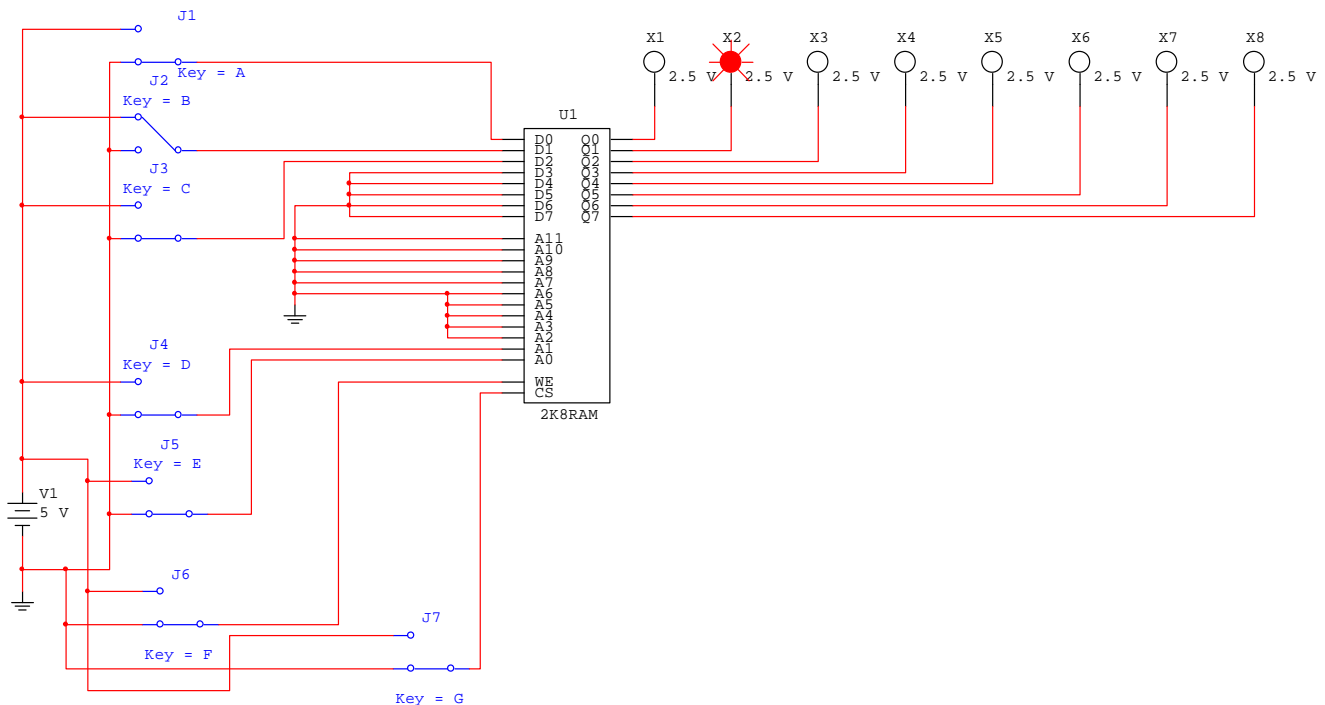 J1
Key = A
J2
Key = B
J3
Key = C
J4
Key = D
J5
Key = E
V1
5 V
J6
Key = F
J7
Key = G
X1
2.5 V
X2
2.5 V
X3
2.5 V
X4
2.5 V
X5
2.5 V
X6
2.5 V
X7
2.5 V
X8
2.5 V
U1
D0 Q0
D1 Q1
D2 Q2
D3 Q3
D4 Q4
D5 Q5
D6 Q6
D7 Q7
A11
A10
A9
A8
A7
A6
A5
A4
A3
A2
A1
A0
WE
CS
2K8RAM